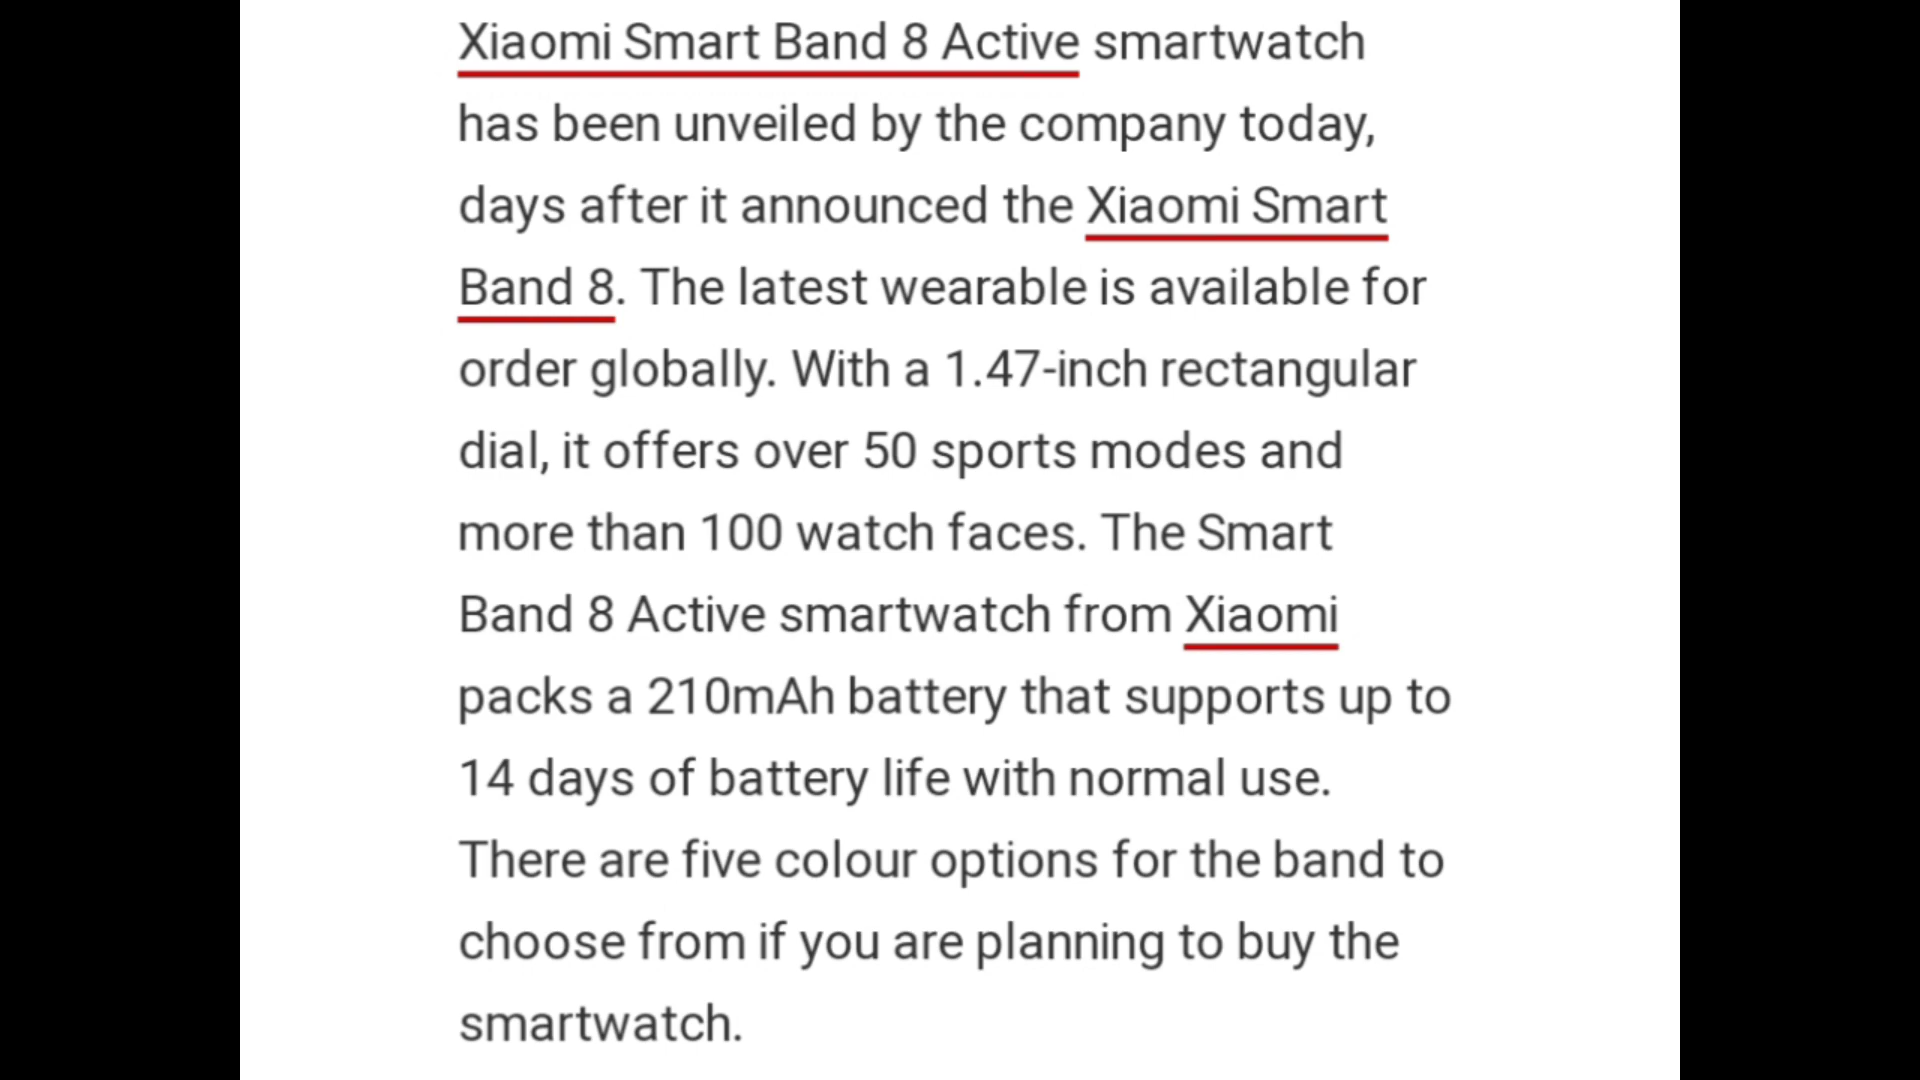 Xiaomi Smart Band 8 Active smartwatch
has been unveiled by the company today,
days after it announced the Xiaomi Smart
Band 8. The latest wearable is available for
order globally. With a 1.47-inch rectangular
dial, it offers over 50 sports modes and
more than 100 watch faces. The Smart
Band 8 Active smartwatch from Xiaomi
packs a 210mAh battery that supports up to
14 days of battery life with normal use.
There are five colour options for the band to
choose from if you are planning to buy the
smartwatch.